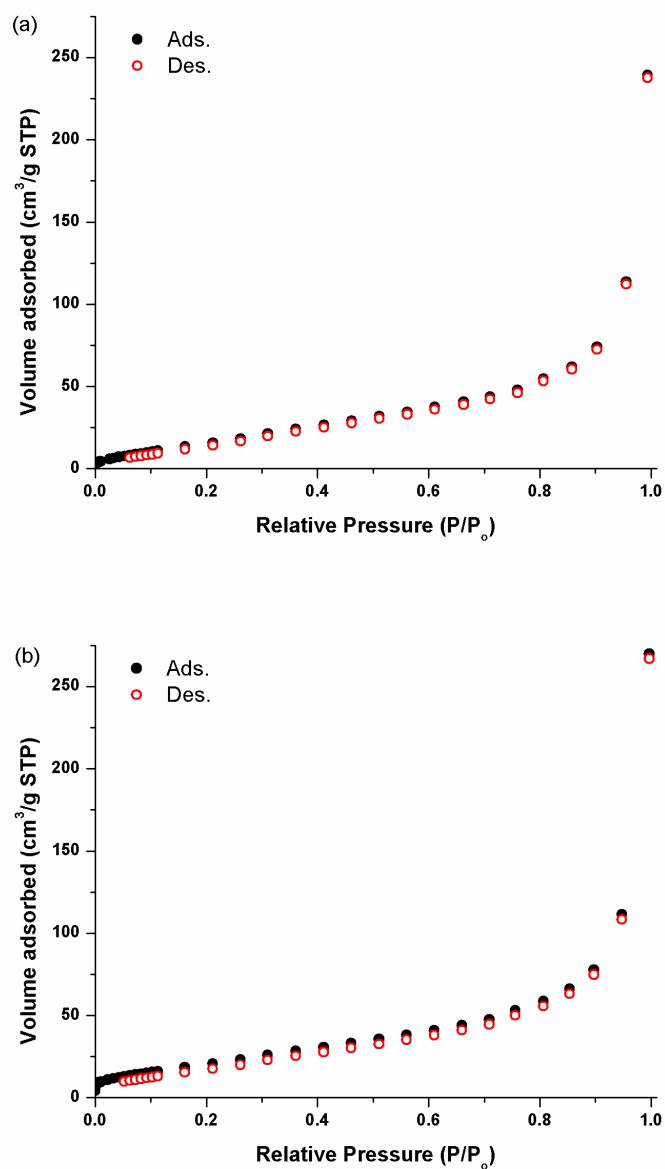 (a)
Ads.
Des.
250
200
150
100
50
0
Volume adsorbed (cm³/g STP)
0.0 0.2 0.4 0.6 0.8 1.0
Relative Pressure (P/Pₒ)
(b)
Ads.
Des.
250
200
150
100
50
0
Volume adsorbed (cm³/g STP)
0.0 0.2 0.4 0.6 0.8 1.0
Relative Pressure (P/Pₒ)